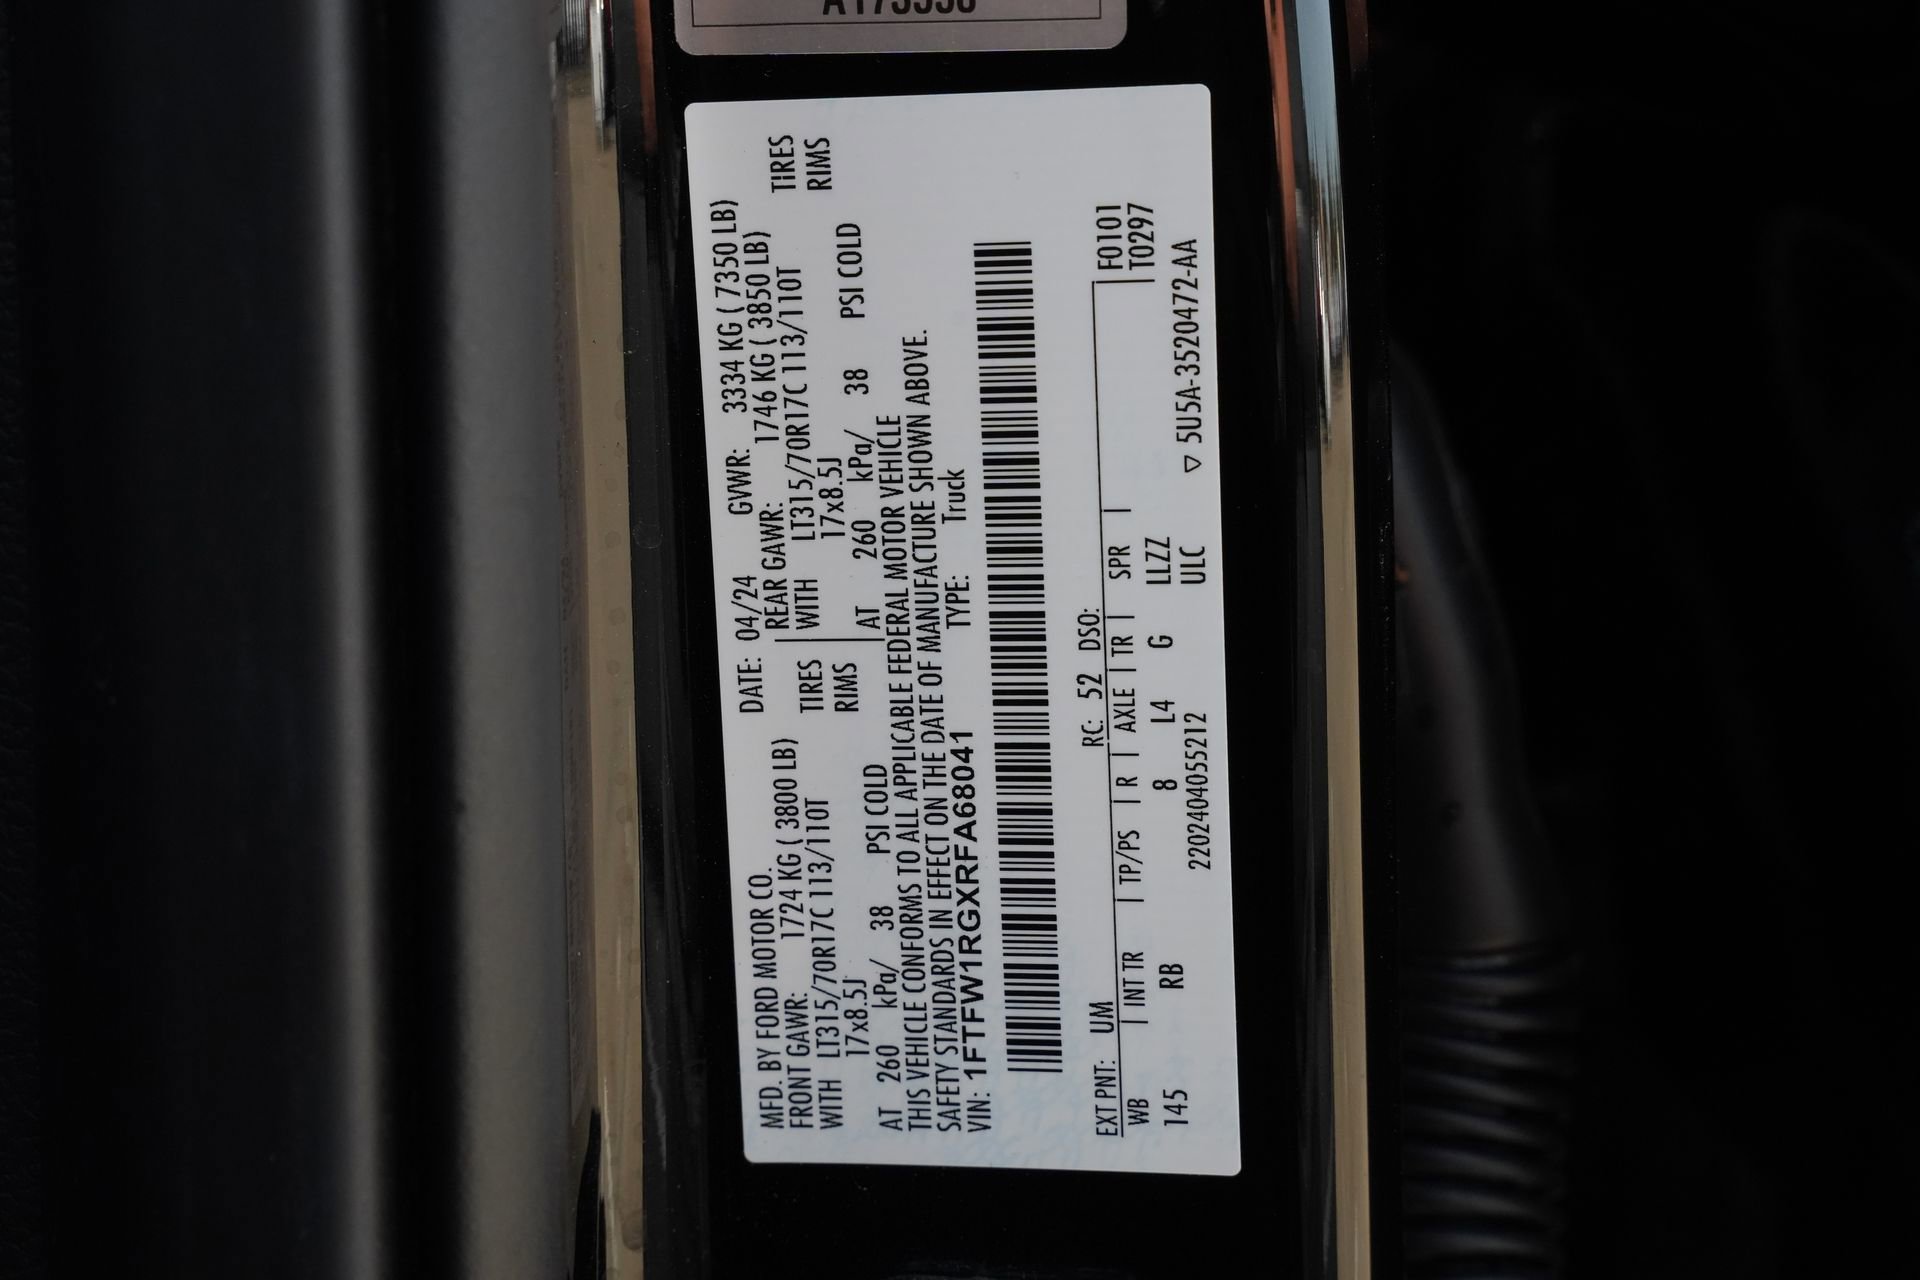 A173558
MFD. BY FORD MOTOR CO. DATE: 04/24 GVWR: 3334 KG ( 7350 LB)
FRONT GAWR: 1724 KG ( 3800 LB) REAR GAWR: 1746 KG ( 3850 LB)
WITH LT315/70R17C 113/110T TIRES WITH LT315/70R17C 113/110T TIRES
17x8.5J RIMS 17x8.5J RIMS
AT 260 kPa/ 38 PSI COLD AT 260 kPa/ 38 PSI COLD
THIS VEHICLE CONFORMS TO ALL APPLICABLE FEDERAL MOTOR VEHICLE
SAFETY STANDARDS IN EFFECT ON THE DATE OF MANUFACTURE SHOWN ABOVE.
VIN: 1FTFW1RGXRFA68041 TYPE: Truck
EXT PNT: UM RC: 52 DSO: F0101
WB | INT TR | TP/PS | R | AXLE | TR | SPR | T0297
145 RB 8 L4 G LLZZ
220240405​5212 ULC ▽ 5U5A-3520472-AA